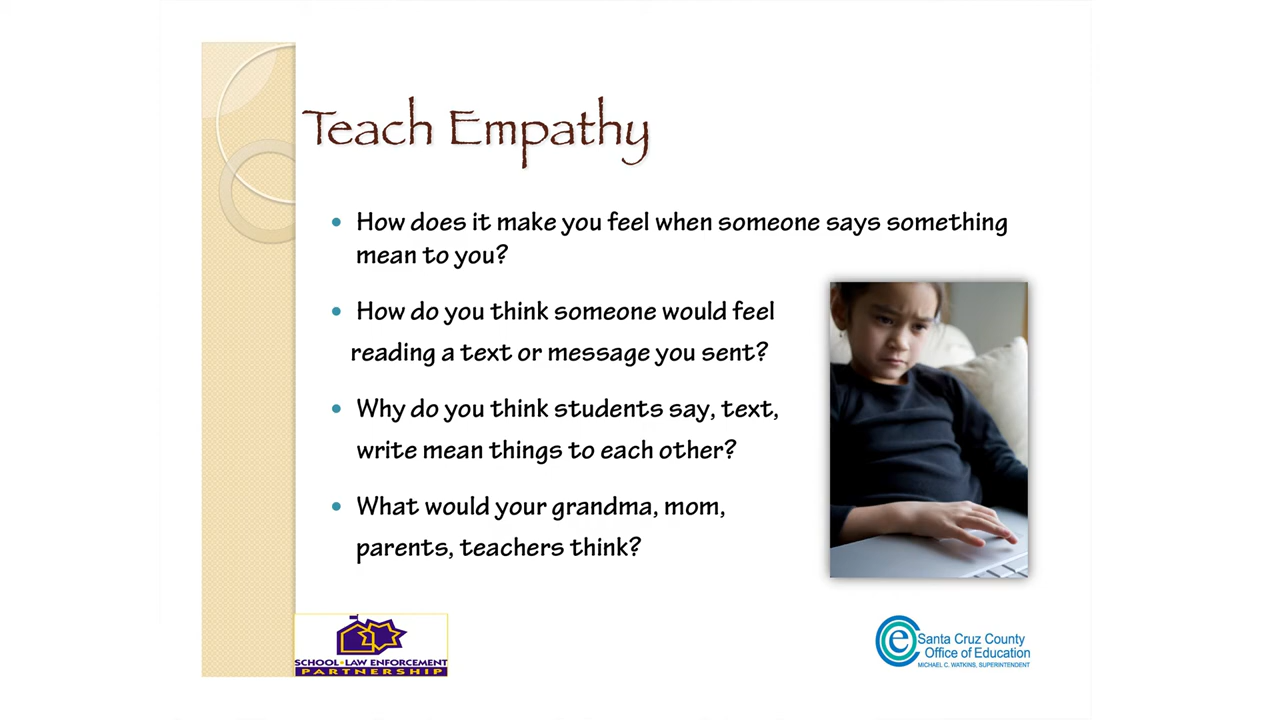 Teach Empathy
How does it make you feel when someone says something
mean to you?
How do you think someone would feel
reading a text or message you sent?
Why do you think students say, text,
write mean things to each other?
What would your grandma, mom,
parents, teachers think?
SCHOOL LAW ENFORCEMENT
PARTNERSHIP
Ce Santa Cruz County
Office of Education
MICHAEL C. WATKINS, SUPERINTENDENT